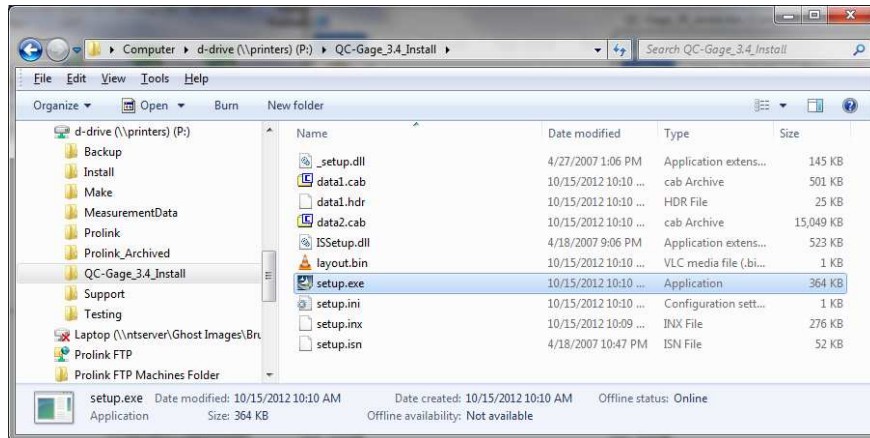 Computer ▸ d-drive (\\printers) (P:) ▸ QC-Gage_3.4_Install ▸
Search QC-Gage_3.4_Install
File Edit View Tools Help
Organize Open Burn New folder
Name Date modified Type Size
d-drive (\\printers) (P:)
Backup
Install
Make
MeasurementData
Prolink
Prolink_Archived
QC-Gage_3.4_Install
Support
Testing
Laptop (\\ntserver\Ghost Images\Bru
Prolink FTP
Prolink FTP Machines Folder
_setup.dll 4/27/2007 1:06 PM Application extens... 145 KB
data1.cab 10/15/2012 10:10 ... cab Archive 501 KB
data1.hdr 10/15/2012 10:10 ... HDR File 25 KB
data2.cab 10/15/2012 10:10 ... cab Archive 15,049 KB
ISSetup.dll 4/18/2007 9:06 PM Application extens... 523 KB
layout.bin 10/15/2012 10:10 ... VLC media file (.bi... 1 KB
setup.exe 10/15/2012 10:10 ... Application 364 KB
setup.ini 10/15/2012 10:10 ... Configuration sett... 1 KB
setup.inx 10/15/2012 10:09 ... INX File 276 KB
setup.isn 4/18/2007 10:47 PM ISN File 52 KB
setup.exe Date modified: 10/15/2012 10:10 AM Date created: 10/15/2012 10:10 AM Offline status: Online
Application Size: 364 KB Offline availability: Not available